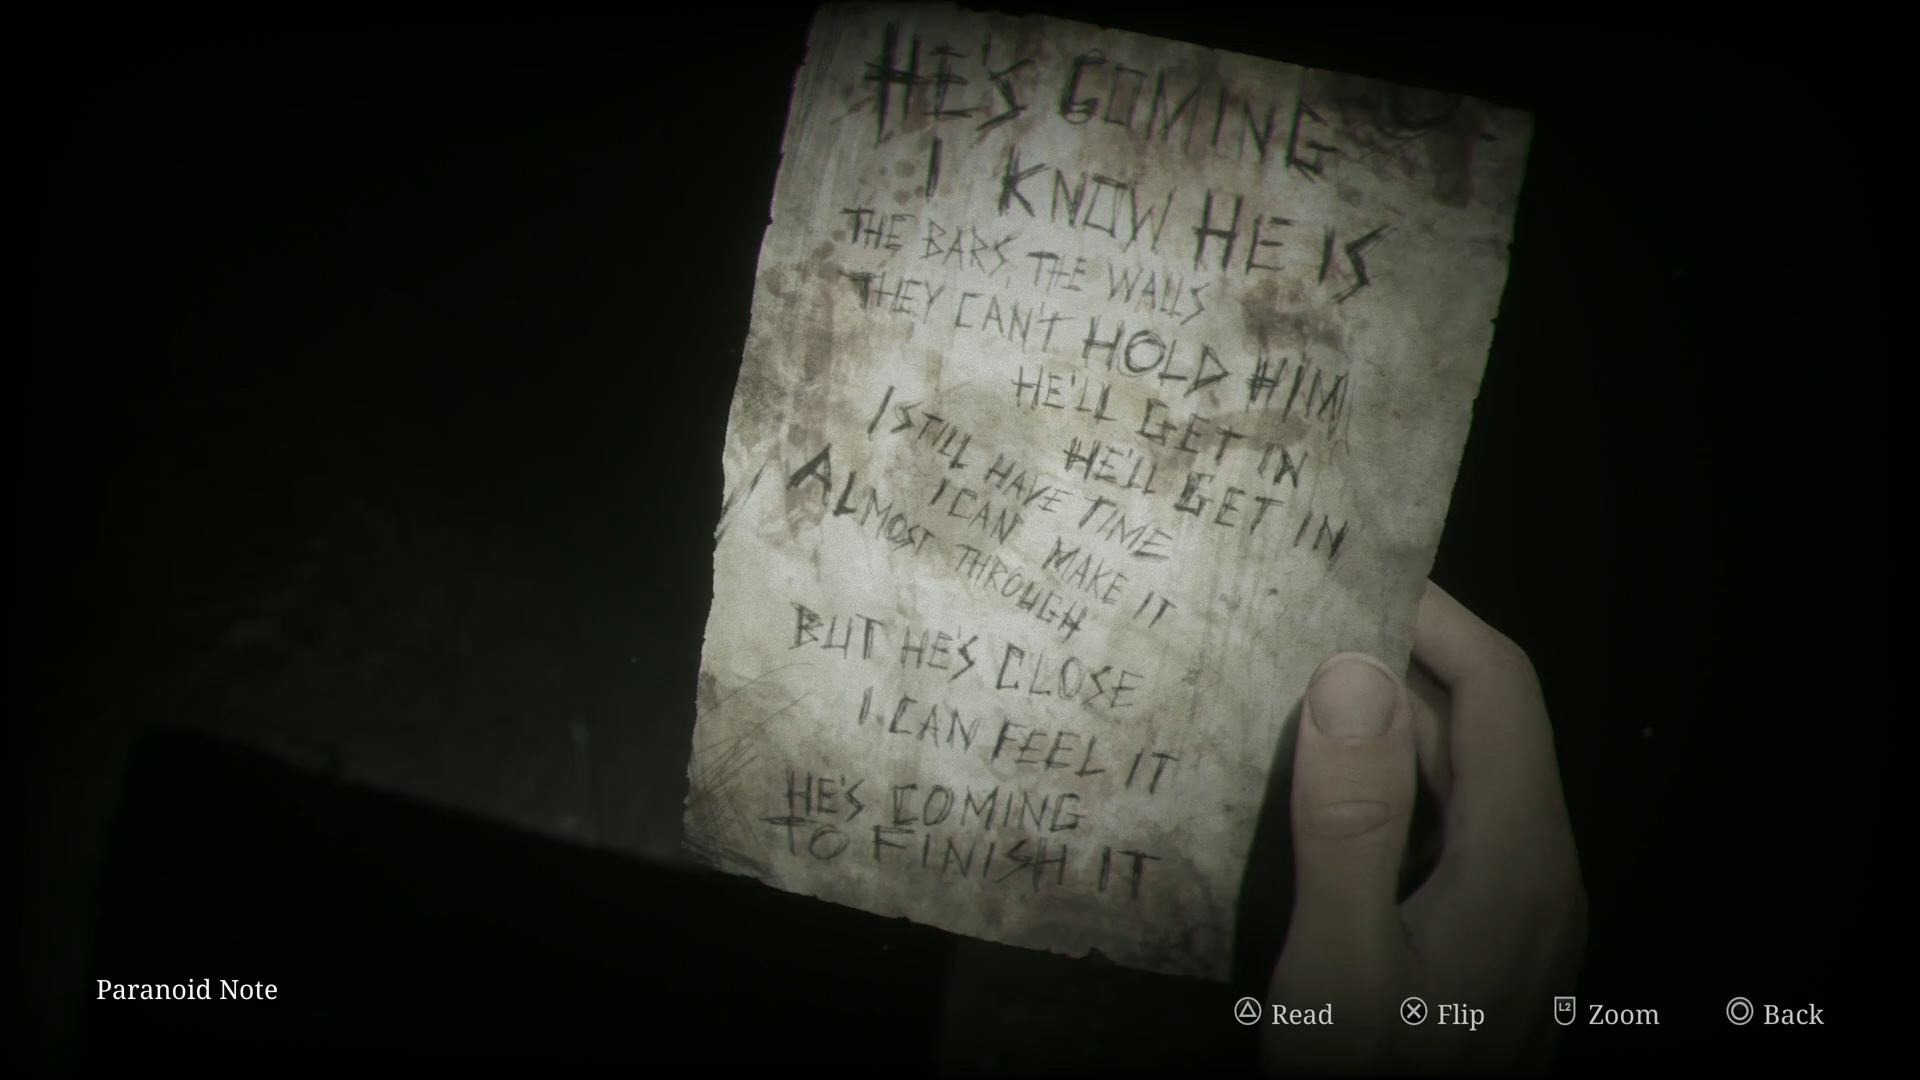 HE'S COMING
I KNOW HE IS
THE BARS THE WALLS
THEY CAN'T HOLD HIM
HE'LL GET IN
HE'LL GET IN
I STILL HAVE TIME
I CAN MAKE IT
ALMOST THROUGH
BUT HE'S CLOSE
I CAN FEEL IT
HE'S COMING
TO FINISH IT
Paranoid Note
Read
Flip
L2 Zoom
Back